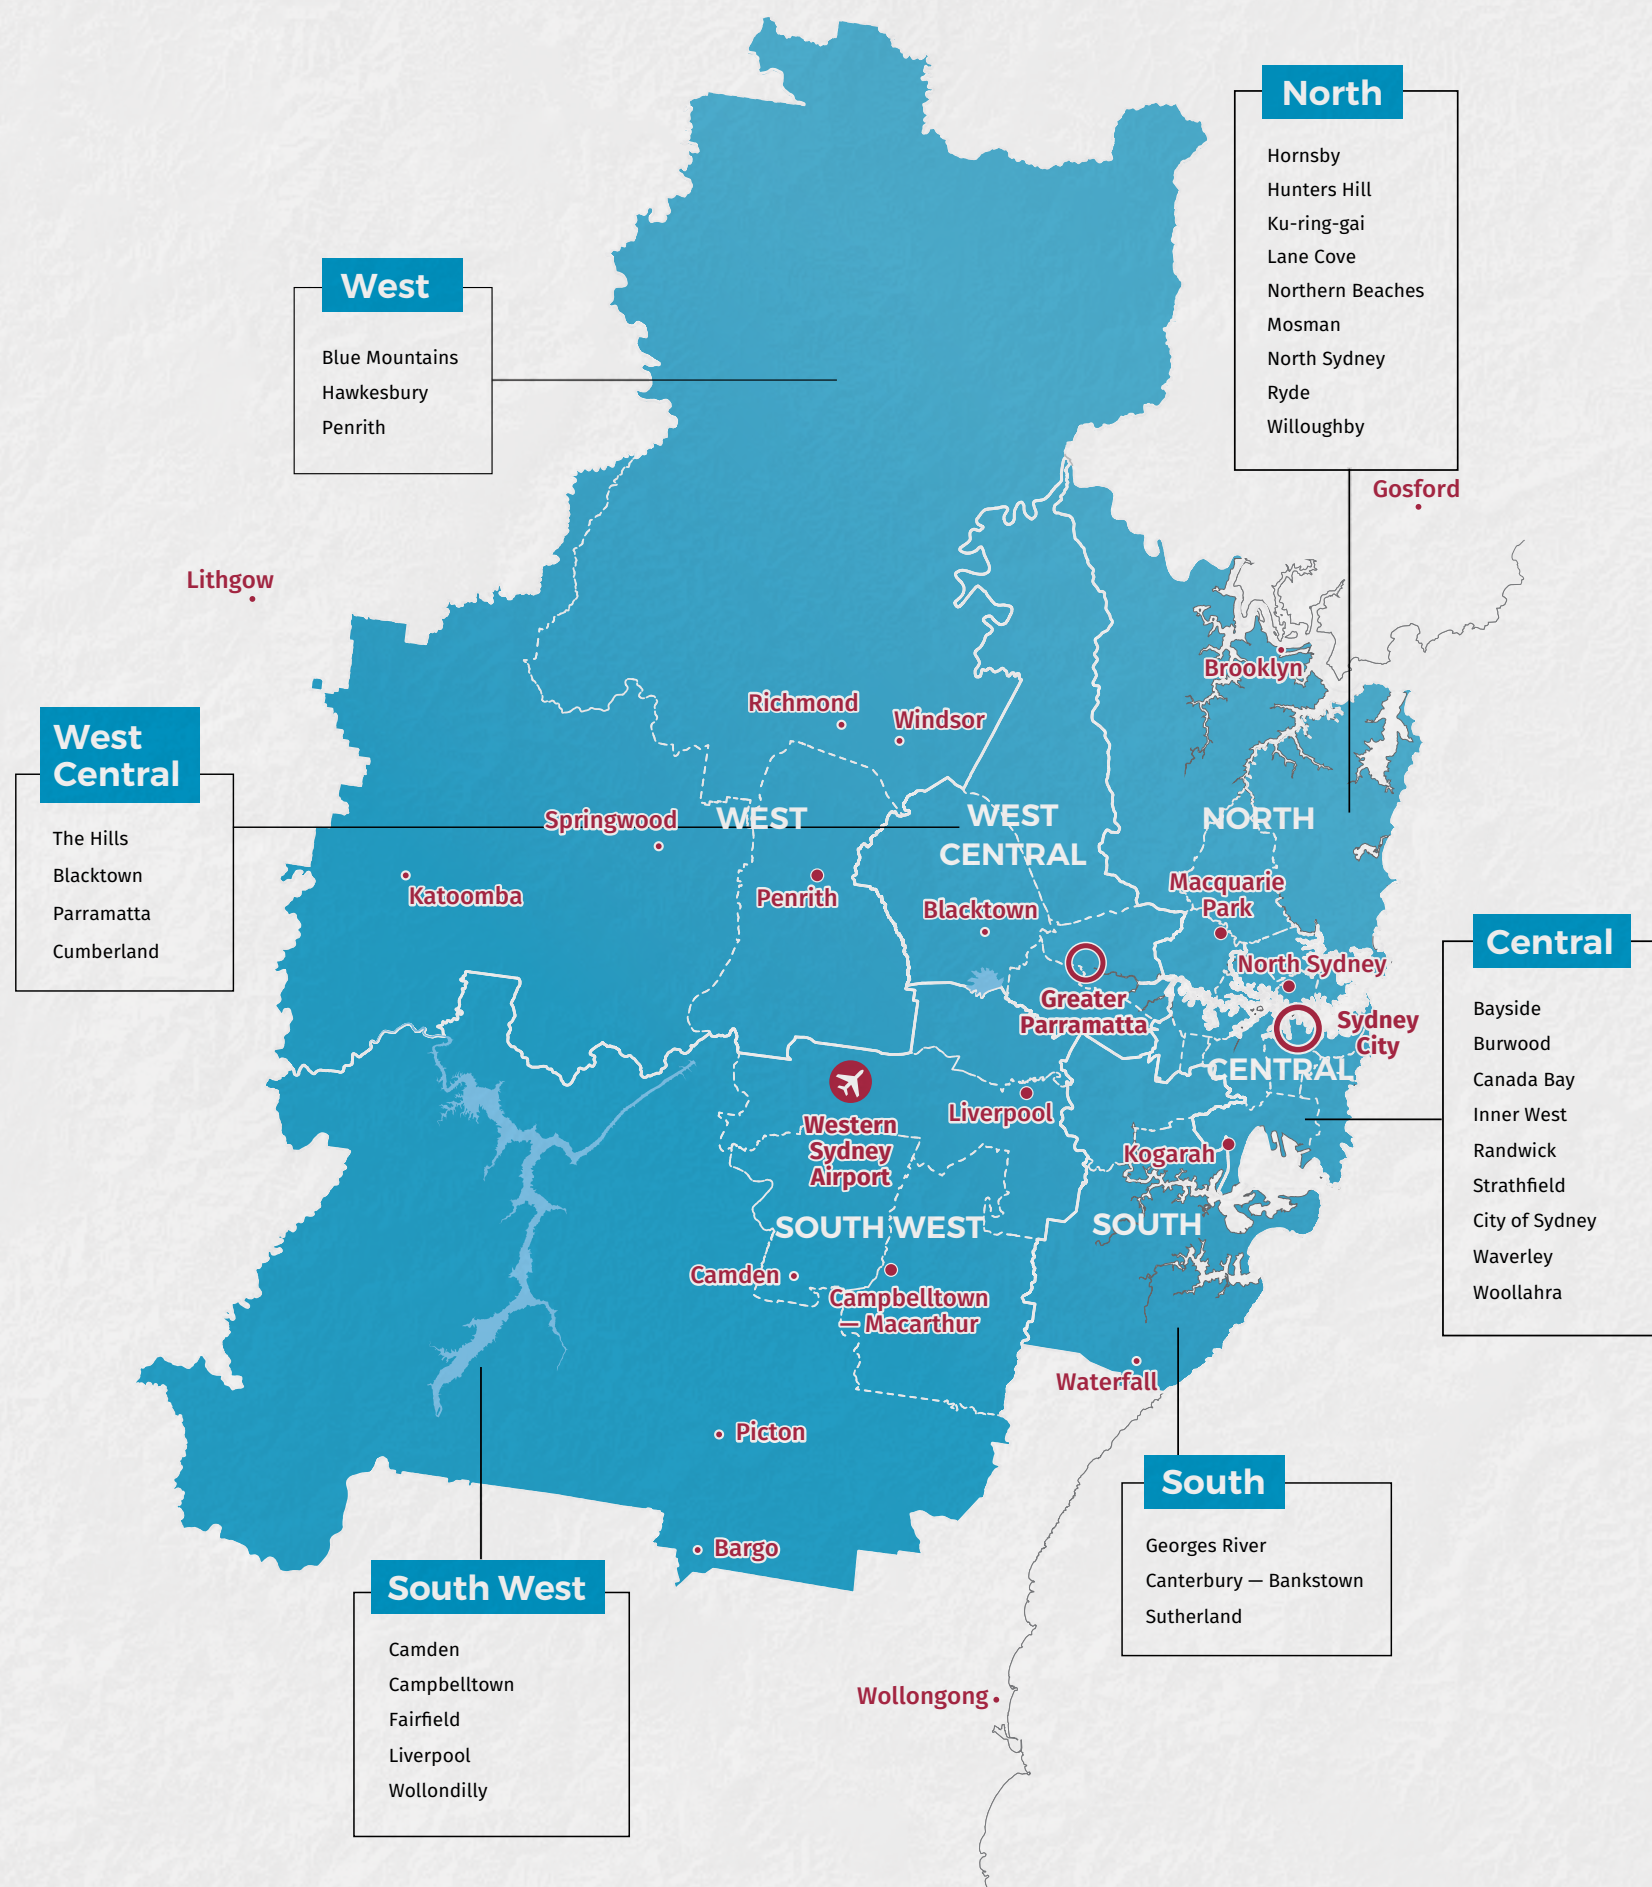 North
Hornsby
Hunters Hill
Ku-ring-gai
Lane Cove
Northern Beaches
Mosman
North Sydney
Ryde
Willoughby
West
Blue Mountains
Hawkesbury
Penrith
Gosford
Lithgow
Brooklyn
Richmond
Windsor
West
Central
The Hills
Blacktown
Parramatta
Cumberland
Springwood
WEST
WEST
CENTRAL
NORTH
Katoomba
Penrith
Blacktown
Macquarie
Park
North Sydney
Greater
Parramatta
Sydney
City
CENTRAL
Central
Bayside
Burwood
Canada Bay
Inner West
Randwick
Strathfield
City of Sydney
Waverley
Woollahra
Western
Sydney
Airport
Liverpool
Kogarah
SOUTH WEST
SOUTH
Camden
Campbelltown
— Macarthur
Waterfall
Picton
Bargo
South
Georges River
Canterbury — Bankstown
Sutherland
South West
Camden
Campbelltown
Fairfield
Liverpool
Wollondilly
Wollongong